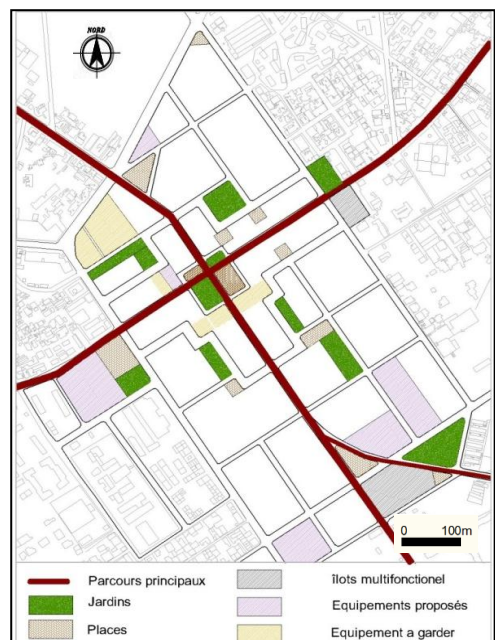 NORD
0 100m
Parcours principaux
îlots multifonctionel
Jardins
Equipements proposés
Places
Equipement a garder